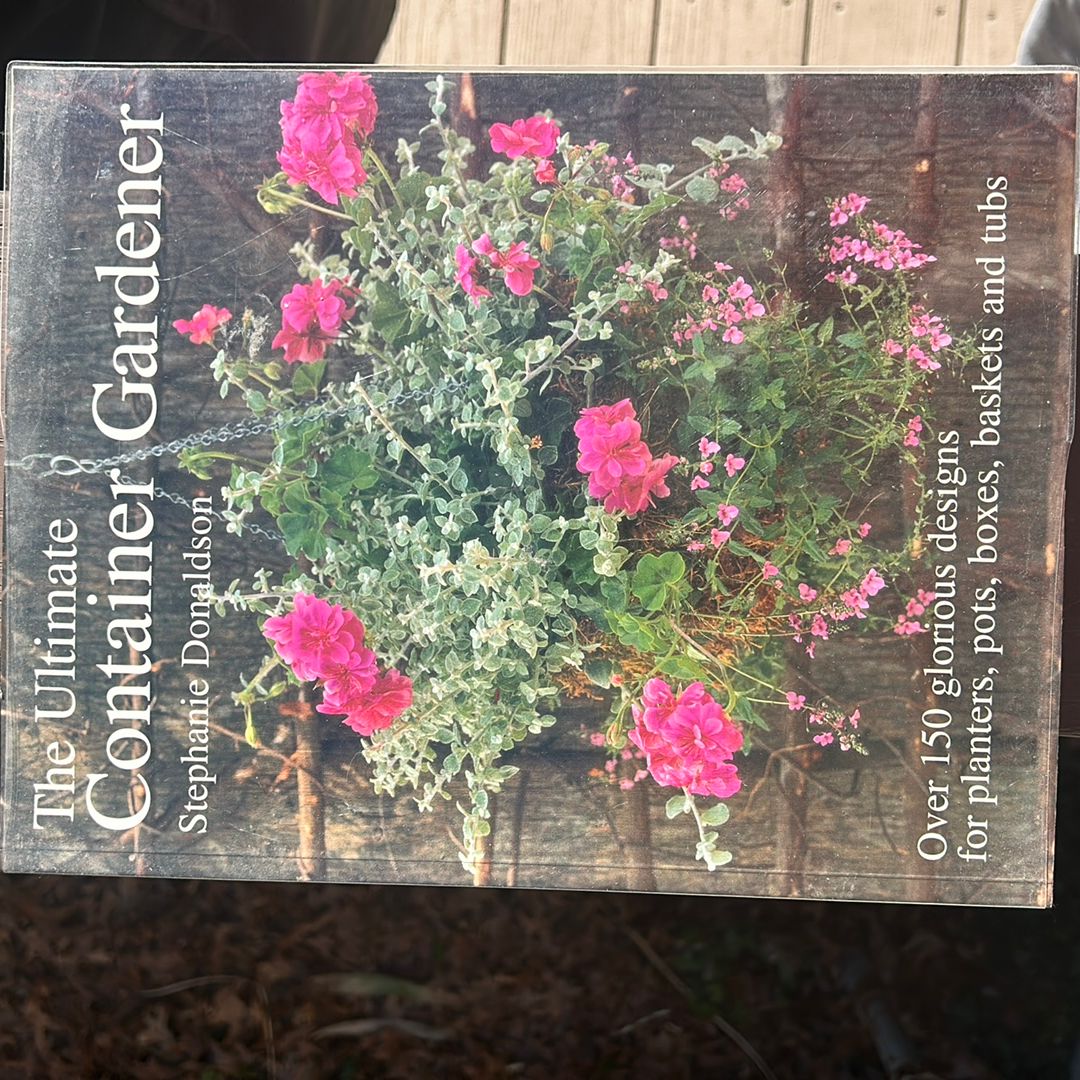 The Ultimate
Container Gardener
Stephanie Donaldson
Over 150 glorious designs
for planters, pots, boxes, baskets and tubs